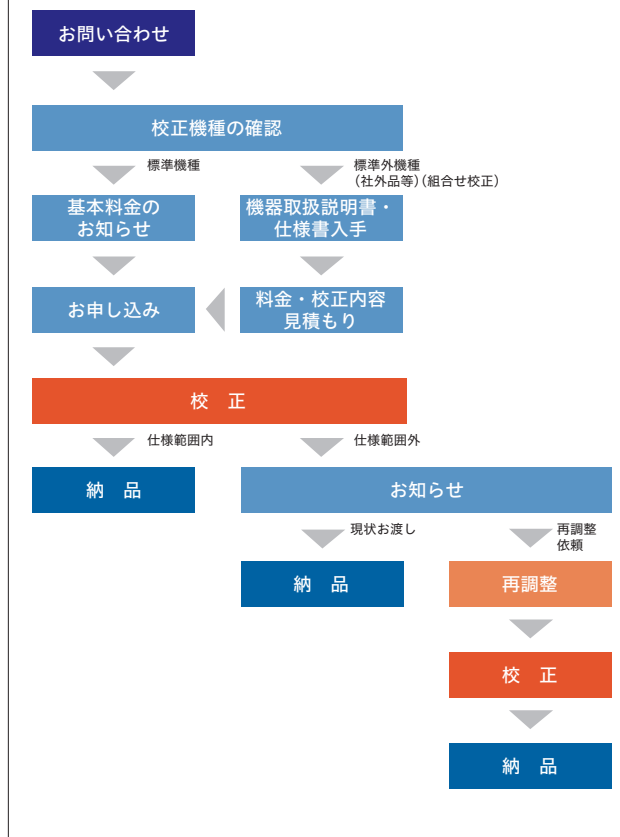 お問い合わせ
校正機種の確認
標準機種
標準外機種
（社外品等）（組合せ校正）
基本料金の
お知らせ
機器取扱説明書・
仕様書入手
お申し込み
料金・校正内容
見積もり
校　正
仕様範囲内
仕様範囲外
納　品
お知らせ
現状お渡し
再調整
依頼
納　品
再調整
校　正
納　品